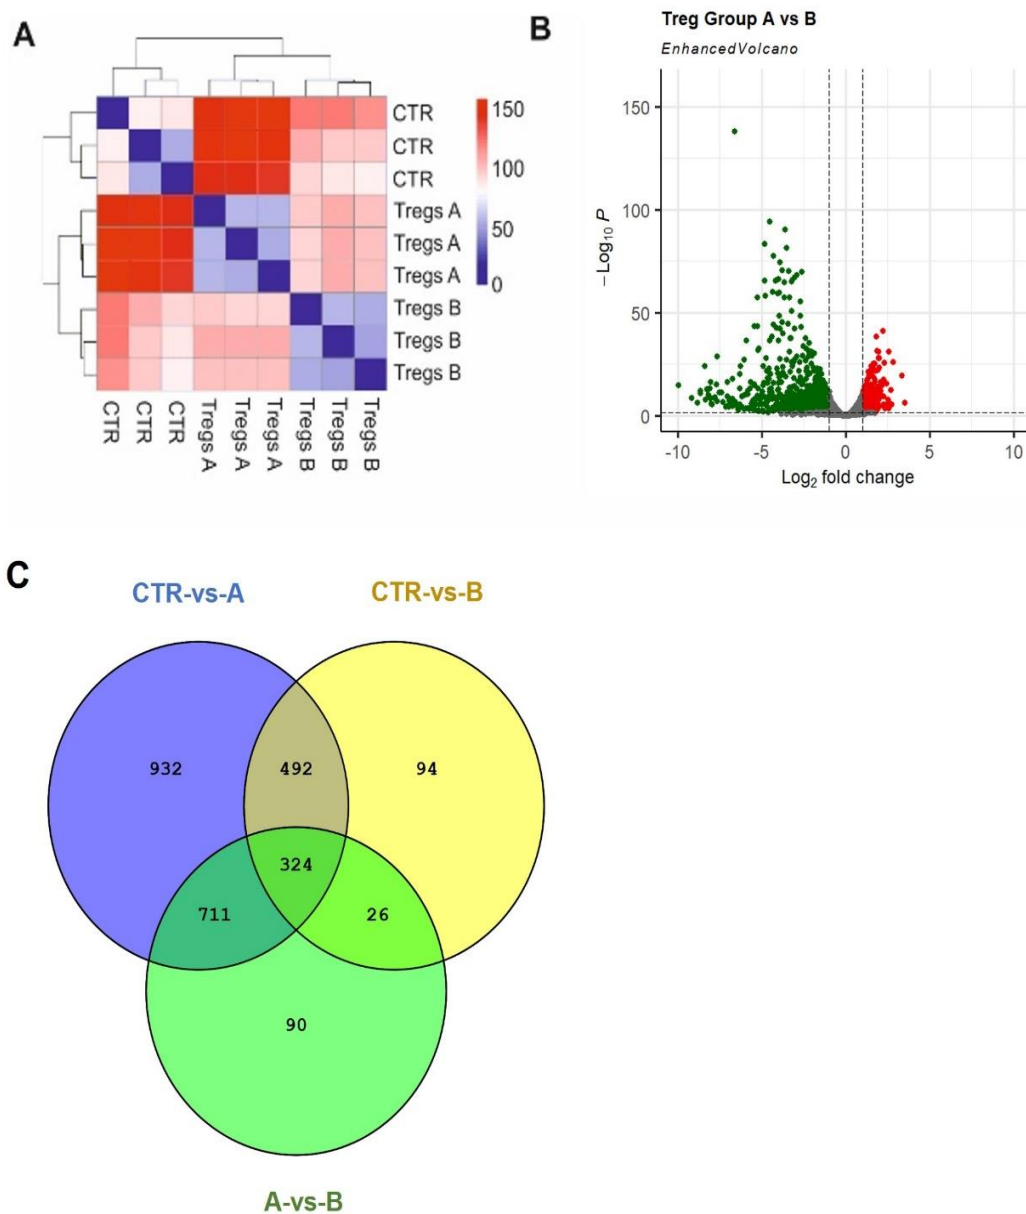 A
CTR
CTR
CTR
Tregs A
Tregs A
Tregs A
Tregs B
Tregs B
Tregs B
150
100
50
0
CTR
CTR
CTR
Tregs A
Tregs A
Tregs A
Tregs B
Tregs B
Tregs B
B
Treg Group A vs B
EnhancedVolcano
150
100
50
0
−Log₁₀ P
-10 -5 0 5 10
Log₂ fold change
C
CTR-vs-A CTR-vs-B
932 492 94
324
711 26
90
A-vs-B